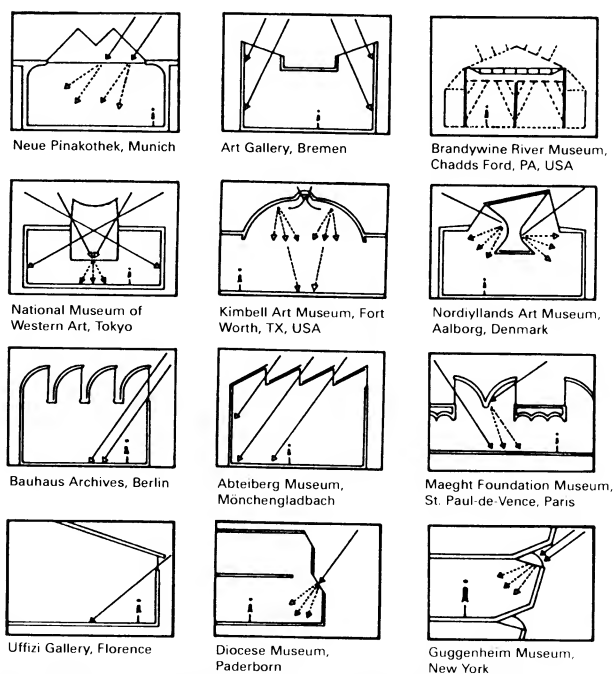 Neue Pinakothek, Munich
Art Gallery, Bremen
Brandywine River Museum,
Chadds Ford, PA, USA
National Museum of
Western Art, Tokyo
Kimbell Art Museum, Fort
Worth, TX, USA
Nordiyllands Art Museum,
Aalborg, Denmark
Bauhaus Archives, Berlin
Abteiberg Museum,
Mönchengladbach
Maeght Foundation Museum,
St. Paul-de-Vence, Paris
Uffizi Gallery, Florence
Diocese Museum,
Paderborn
Guggenheim Museum,
New York